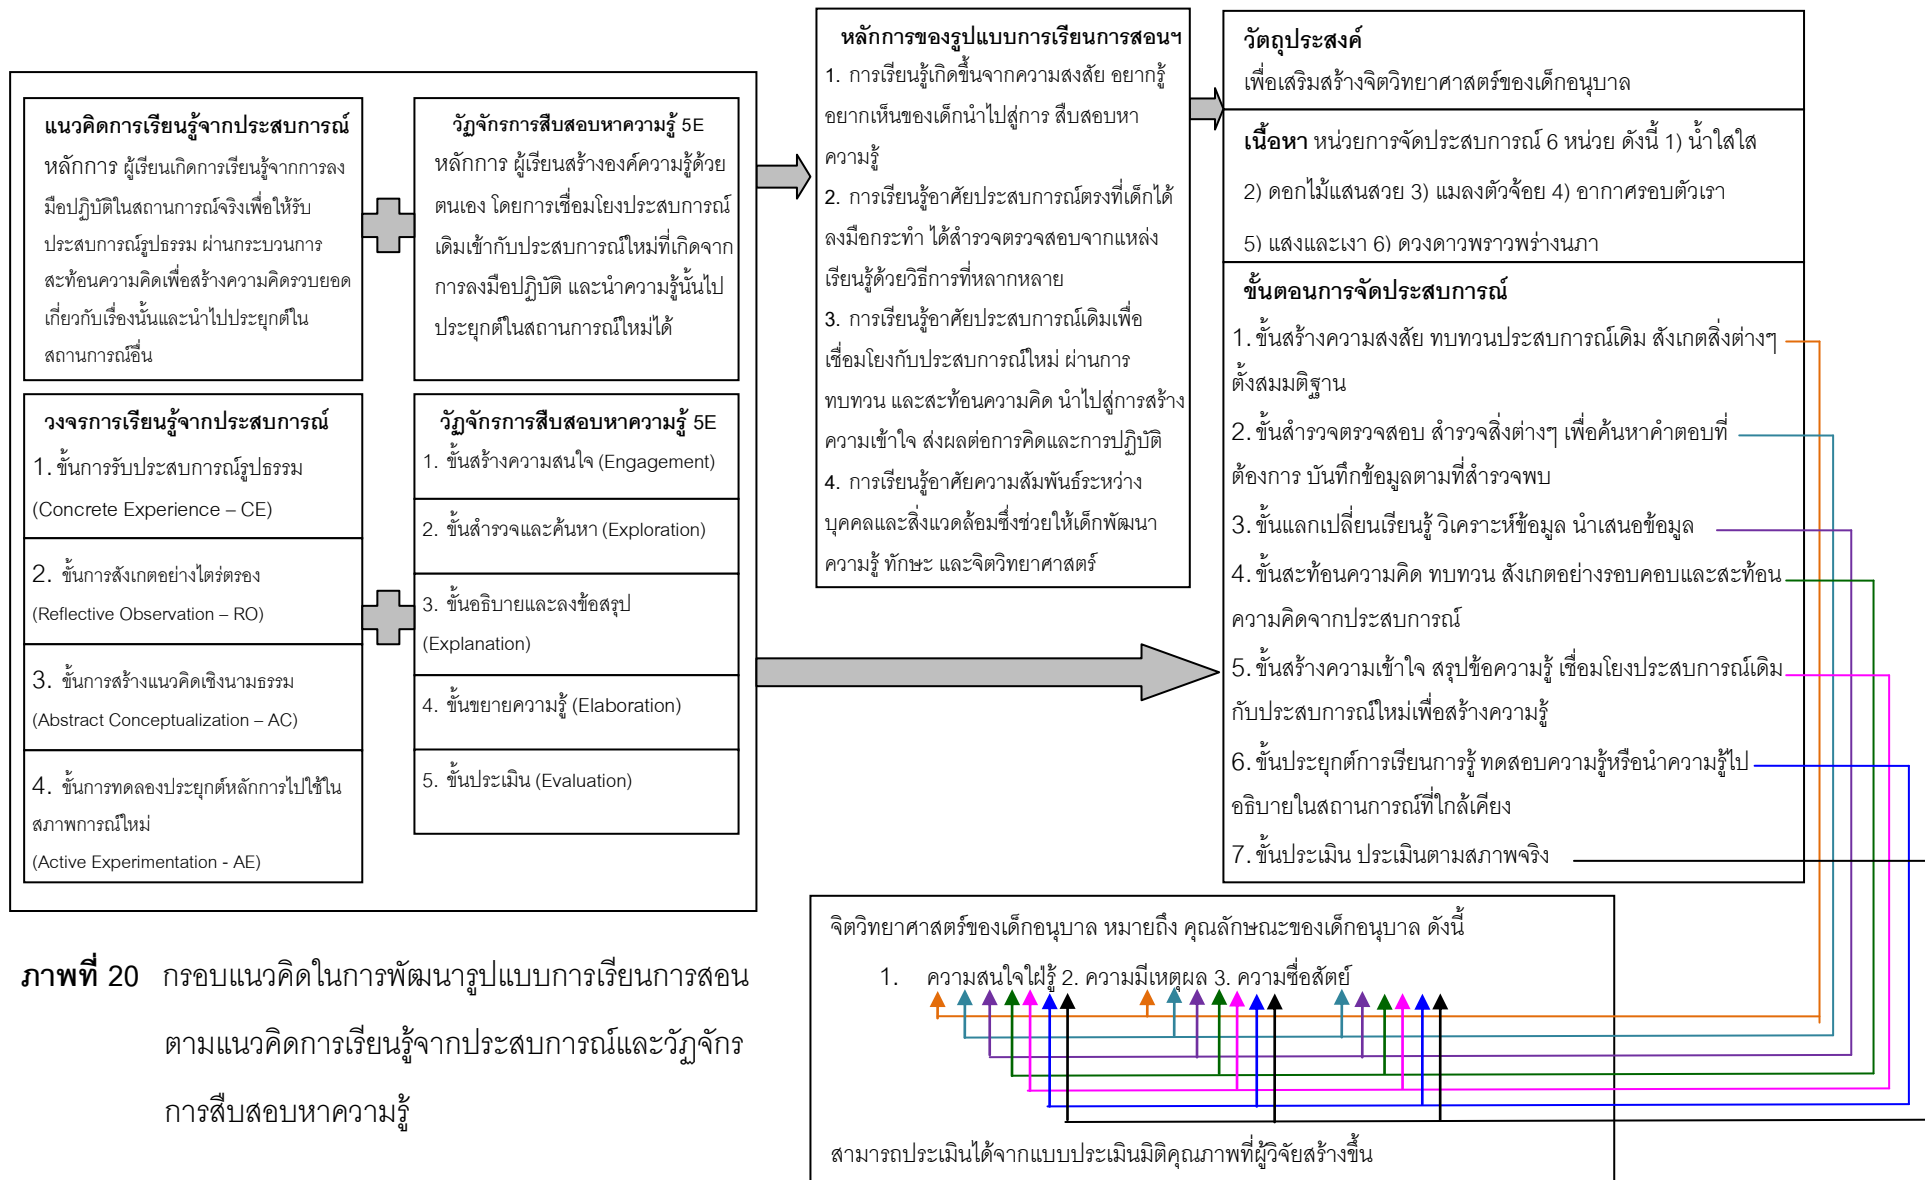 แนวคิดการเรียนรู้จากประสบการณ์
หลักการ ผู้เรียนเกิดการเรียนรู้จากการลง
มือปฏิบัติในสถานการณ์จริงเพื่อให้รับ
ประสบการณ์รูปธรรม ผ่านกระบวนการ
สะท้อนความคิดเพื่อสร้างความคิดรวบยอด
เกี่ยวกับเรื่องนั้นและนำไปประยุกต์ใน
สถานการณ์อื่น
วัฏจักรการสืบสอบหาความรู้ 5E
หลักการ ผู้เรียนสร้างองค์ความรู้ด้วย
ตนเอง โดยการเชื่อมโยงประสบการณ์
เดิมเข้ากับประสบการณ์ใหม่ที่เกิดจาก
การลงมือปฏิบัติ และนำความรู้นั้นไป
ประยุกต์ในสถานการณ์ใหม่ได้
วงจรการเรียนรู้จากประสบการณ์
1. ขั้นการรับประสบการณ์รูปธรรม
(Concrete Experience – CE)
2. ขั้นการสังเกตอย่างไตร่ตรอง
(Reflective Observation – RO)
3. ขั้นการสร้างแนวคิดเชิงนามธรรม
(Abstract Conceptualization – AC)
4. ขั้นการทดลองประยุกต์หลักการไปใช้ใน
สภาพการณ์ใหม่
(Active Experimentation - AE)
วัฏจักรการสืบสอบหาความรู้ 5E
1. ขั้นสร้างความสนใจ (Engagement)
2. ขั้นสำรวจและค้นหา (Exploration)
3. ขั้นอธิบายและลงข้อสรุป
(Explanation)
4. ขั้นขยายความรู้ (Elaboration)
5. ขั้นประเมิน (Evaluation)
หลักการของรูปแบบการเรียนการสอนฯ
1. การเรียนรู้เกิดขึ้นจากความสงสัย อยากรู้
อยากเห็นของเด็กนำไปสู่การ สืบสอบหา
ความรู้
2. การเรียนรู้อาศัยประสบการณ์ตรงที่เด็กได้
ลงมือกระทำ ได้สำรวจตรวจสอบจากแหล่ง
เรียนรู้ด้วยวิธีการที่หลากหลาย
3. การเรียนรู้อาศัยประสบการณ์เดิมเพื่อ
เชื่อมโยงกับประสบการณ์ใหม่ ผ่านการ
ทบทวน และสะท้อนความคิด นำไปสู่การสร้าง
ความเข้าใจ ส่งผลต่อการคิดและการปฏิบัติ
4. การเรียนรู้อาศัยความสัมพันธ์ระหว่าง
บุคคลและสิ่งแวดล้อมซึ่งช่วยให้เด็กพัฒนา
ความรู้ ทักษะ และจิตวิทยาศาสตร์
วัตถุประสงค์
เพื่อเสริมสร้างจิตวิทยาศาสตร์ของเด็กอนุบาล
เนื้อหา หน่วยการจัดประสบการณ์ 6 หน่วย ดังนี้ 1) น้ำใสใส
2) ดอกไม้แสนสวย 3) แมลงตัวจ้อย 4) อากาศรอบตัวเรา
5) แสงและเงา 6) ดวงดาวพราวพร่างนภา
ขั้นตอนการจัดประสบการณ์
1. ขั้นสร้างความสงสัย ทบทวนประสบการณ์เดิม สังเกตสิ่งต่างๆ
ตั้งสมมติฐาน
2. ขั้นสำรวจตรวจสอบ สำรวจสิ่งต่างๆ เพื่อค้นหาคำตอบที่
ต้องการ บันทึกข้อมูลตามที่สำรวจพบ
3. ขั้นแลกเปลี่ยนเรียนรู้ วิเคราะห์ข้อมูล นำเสนอข้อมูล
4. ขั้นสะท้อนความคิด ทบทวน สังเกตอย่างรอบคอบและสะท้อน
ความคิดจากประสบการณ์
5. ขั้นสร้างความเข้าใจ สรุปข้อความรู้ เชื่อมโยงประสบการณ์เดิม
กับประสบการณ์ใหม่เพื่อสร้างความรู้
6. ขั้นประยุกต์การเรียนการรู้ ทดสอบความรู้หรือนำความรู้ไป
อธิบายในสถานการณ์ที่ใกล้เคียง
7. ขั้นประเมิน ประเมินตามสภาพจริง
จิตวิทยาศาสตร์ของเด็กอนุบาล หมายถึง คุณลักษณะของเด็กอนุบาล ดังนี้
1. ความสนใจใฝ่รู้ 2. ความมีเหตุผล 3. ความซื่อสัตย์
สามารถประเมินได้จากแบบประเมินมิติคุณภาพที่ผู้วิจัยสร้างขึ้น
ภาพที่ 20 กรอบแนวคิดในการพัฒนารูปแบบการเรียนการสอน
ตามแนวคิดการเรียนรู้จากประสบการณ์และวัฏจักร
การสืบสอบหาความรู้